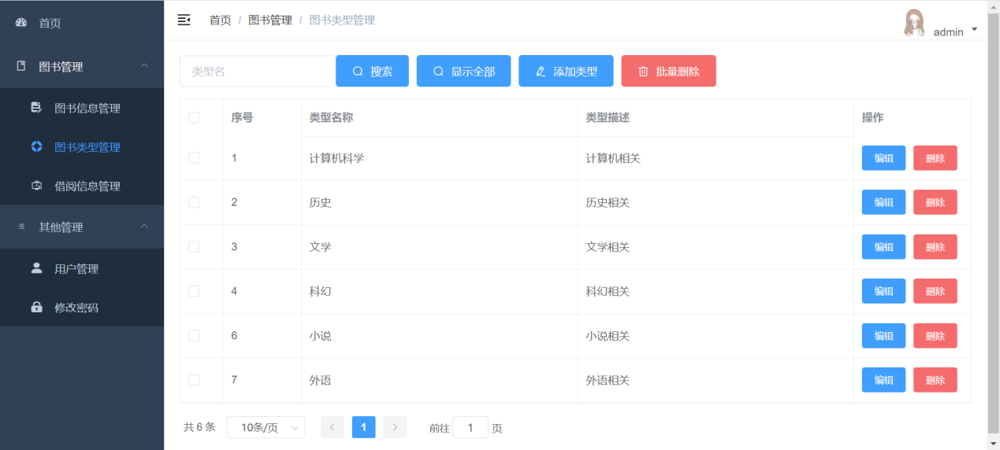 首页
图书管理
图书信息管理
图书类型管理
借阅信息管理
其他管理
用户管理
修改密码
首页 / 图书管理 / 图书类型管理
admin
类型名 搜索 显示全部 添加类型 批量删除
序号 类型名称 类型描述 操作
1 计算机科学 计算机相关 编辑 删除
2 历史 历史相关 编辑 删除
3 文学 文学相关 编辑 删除
4 科幻 科幻相关 编辑 删除
6 小说 小说相关 编辑 删除
7 外语 外语相关 编辑 删除
共 6 条 10条/页 1 前往 1 页